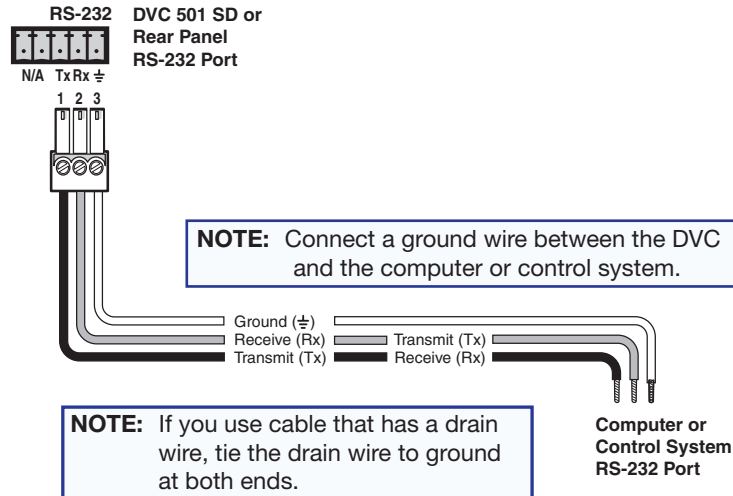 RS-232
DVC 501 SD or
Rear Panel
RS-232 Port
N/A Tx Rx ⏚
1 2 3
NOTE: Connect a ground wire between the DVC
and the computer or control system.
Ground (⏚)
Receive (Rx) Transmit (Tx)
Transmit (Tx) Receive (Rx)
NOTE: If you use cable that has a drain
wire, tie the drain wire to ground
at both ends.
Computer or
Control System
RS-232 Port